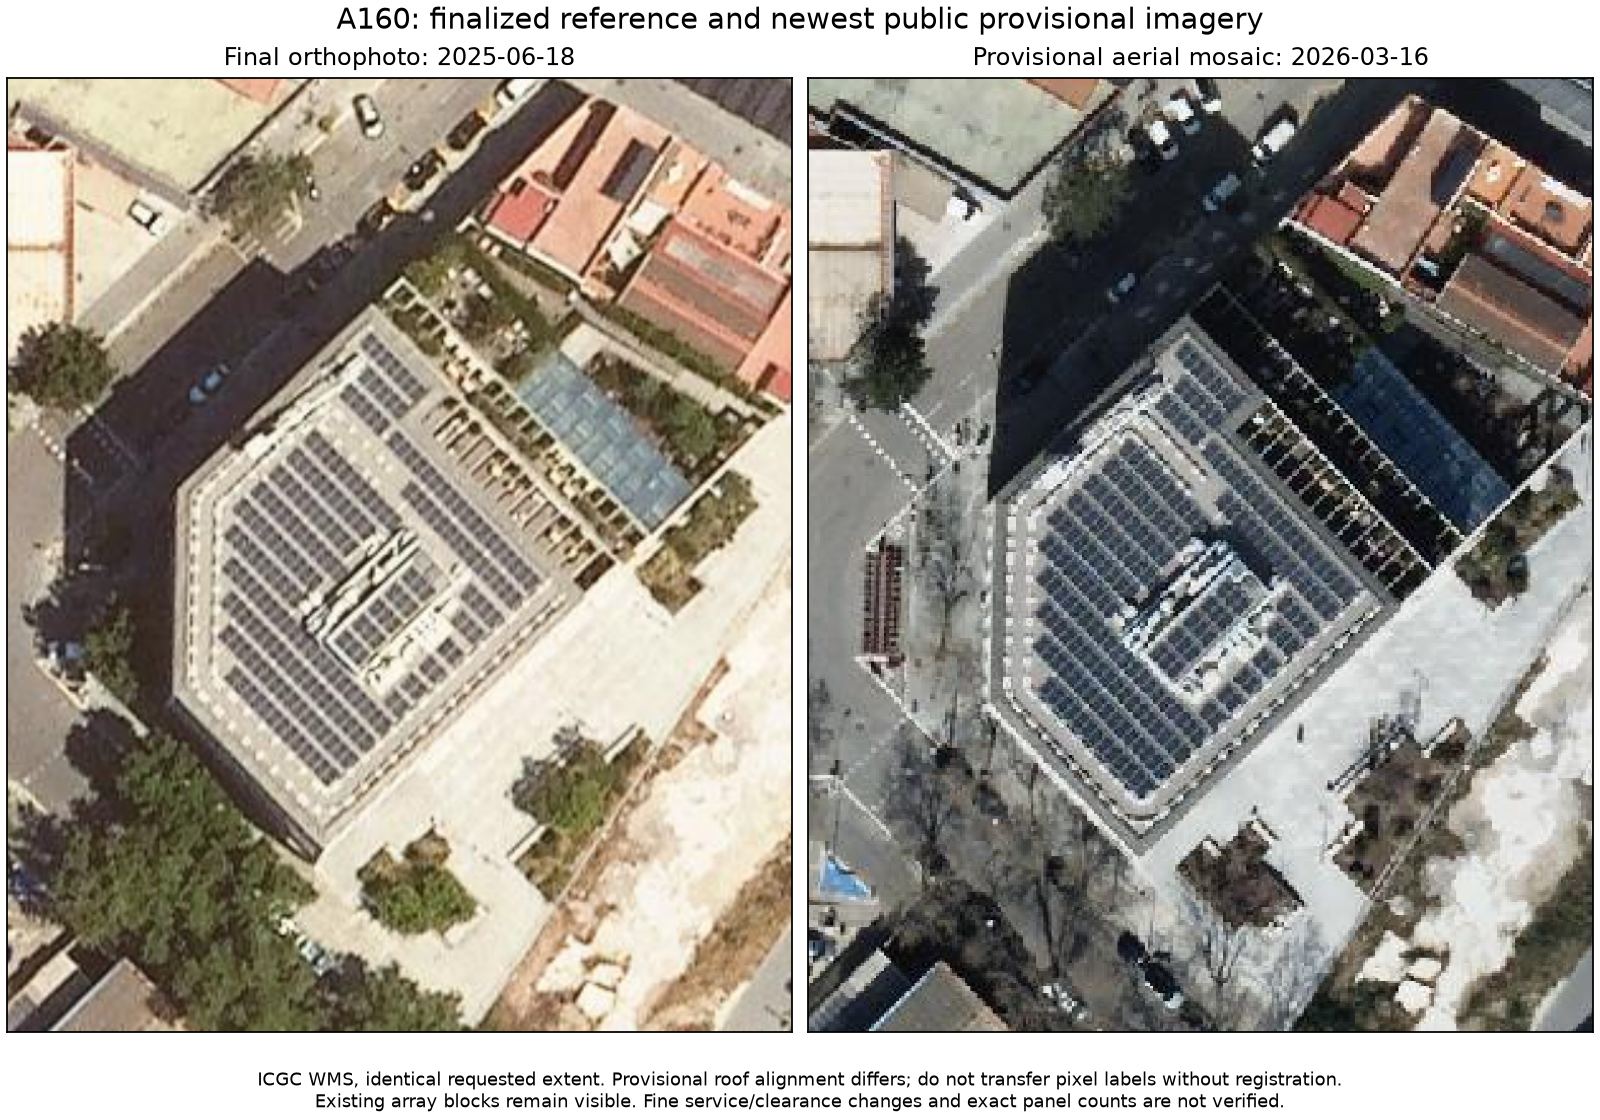 A160: finalized reference and newest public provisional imagery
Final orthophoto: 2025-06-18
Provisional aerial mosaic: 2026-03-16
ICGC WMS, identical requested extent. Provisional roof alignment differs; do not transfer pixel labels without registration.
Existing array blocks remain visible. Fine service/clearance changes and exact panel counts are not verified.